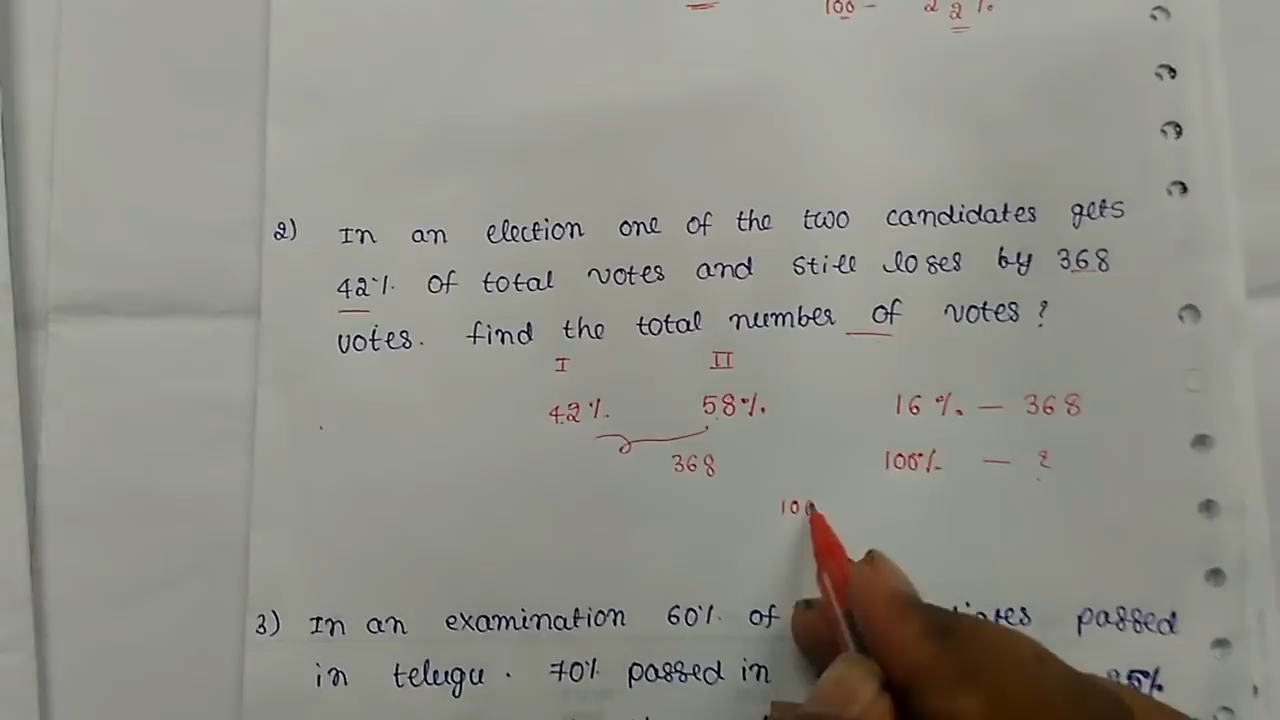 100 - 22%
2) In an election one of the two candidates gets
42% of total votes and still loses by 368
votes. find the total number of votes?
I II
42% 58% 16% - 368
368 100% - ?
100
3) In an examination 60% of passed
in telugu. 70% passed in